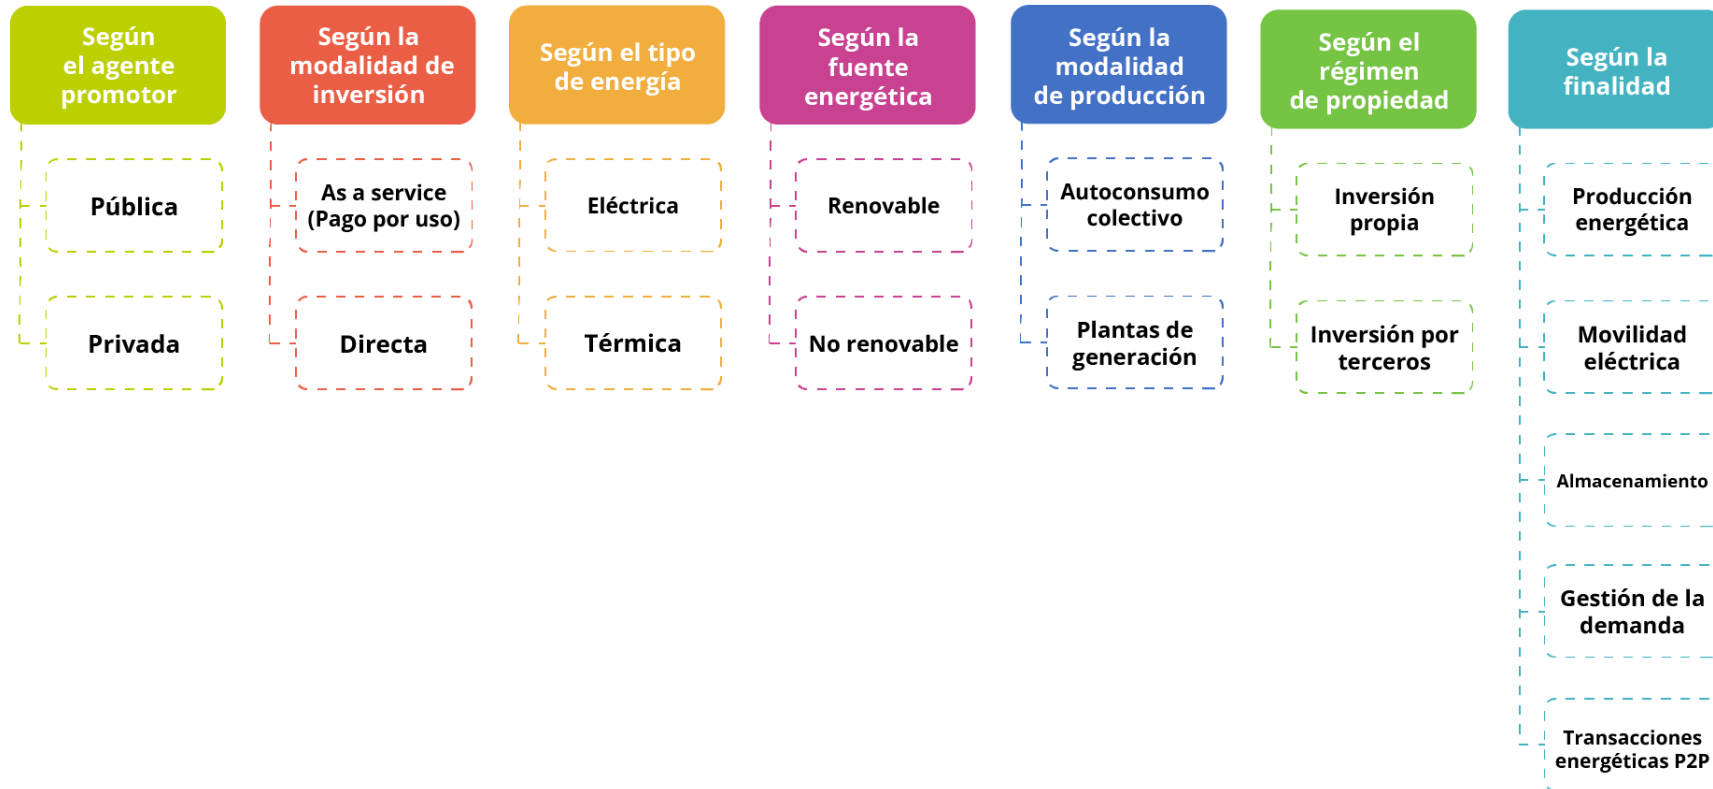 Según
el agente
promotor
Pública
Privada
Según la
modalidad de
inversión
As a service
(Pago por uso)
Directa
Según el tipo
de energía
Eléctrica
Térmica
Según la
fuente
energética
Renovable
No renovable
Según la
modalidad
de producción
Autoconsumo
colectivo
Plantas de
generación
Según el
régimen
de propiedad
Inversión
propia
Inversión por
terceros
Según la
finalidad
Producción
energética
Movilidad
eléctrica
Almacenamiento
Gestión de la
demanda
Transacciones
energéticas P2P